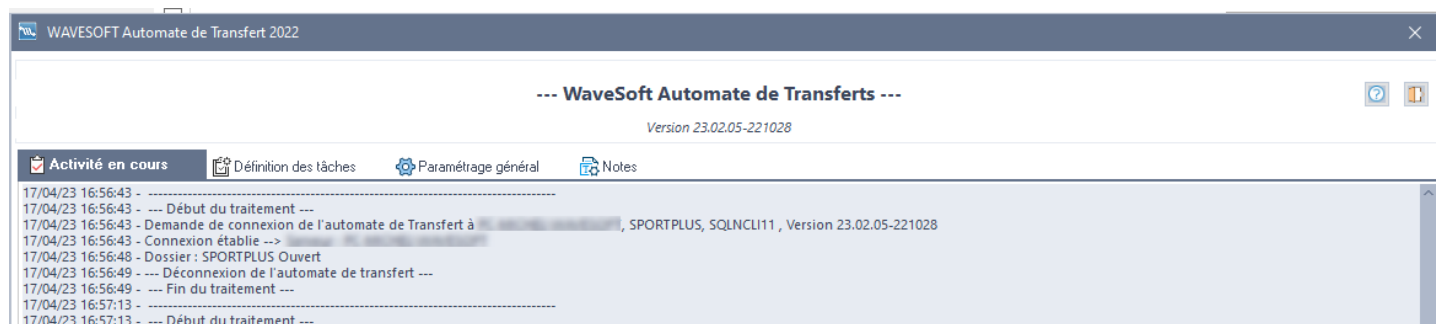 WAVESOFT Automate de Transfert 2022
--- WaveSoft Automate de Transferts ---
Version 23.02.05-221028
Activité en cours Définition des tâches Paramétrage général Notes
17/04/23 16:56:43 - -----------------------------------------------------------------------------------
17/04/23 16:56:43 - --- Début du traitement ---
17/04/23 16:56:43 - Demande de connexion de l'automate de Transfert à , SPORTPLUS, SQLNCLI11 , Version 23.02.05-221028
17/04/23 16:56:43 - Connexion établie -->
17/04/23 16:56:48 - Dossier : SPORTPLUS Ouvert
17/04/23 16:56:49 - --- Déconnexion de l'automate de transfert ---
17/04/23 16:56:49 - --- Fin du traitement ---
17/04/23 16:57:13 - -----------------------------------------------------------------------------------
17/04/23 16:57:13 - --- Début du traitement ---